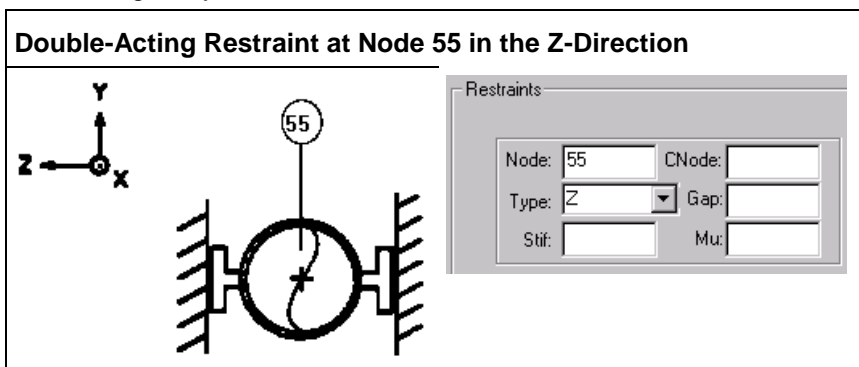 Double-Acting Restraint at Node 55 in the Z-Direction
Y
Z
X
55
Restraints
Node: 55 CNode:
Type: Z Gap:
Stif: Mu: